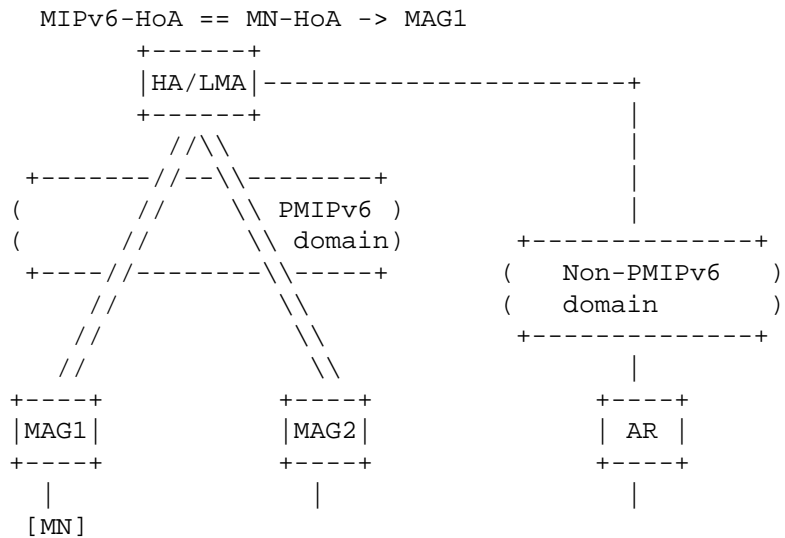 MIPv6-HoA == MN-HoA -> MAG1
HA/LMA
PMIPv6
domain
Non-PMIPv6
domain
MAG1 MAG2 AR
[MN]